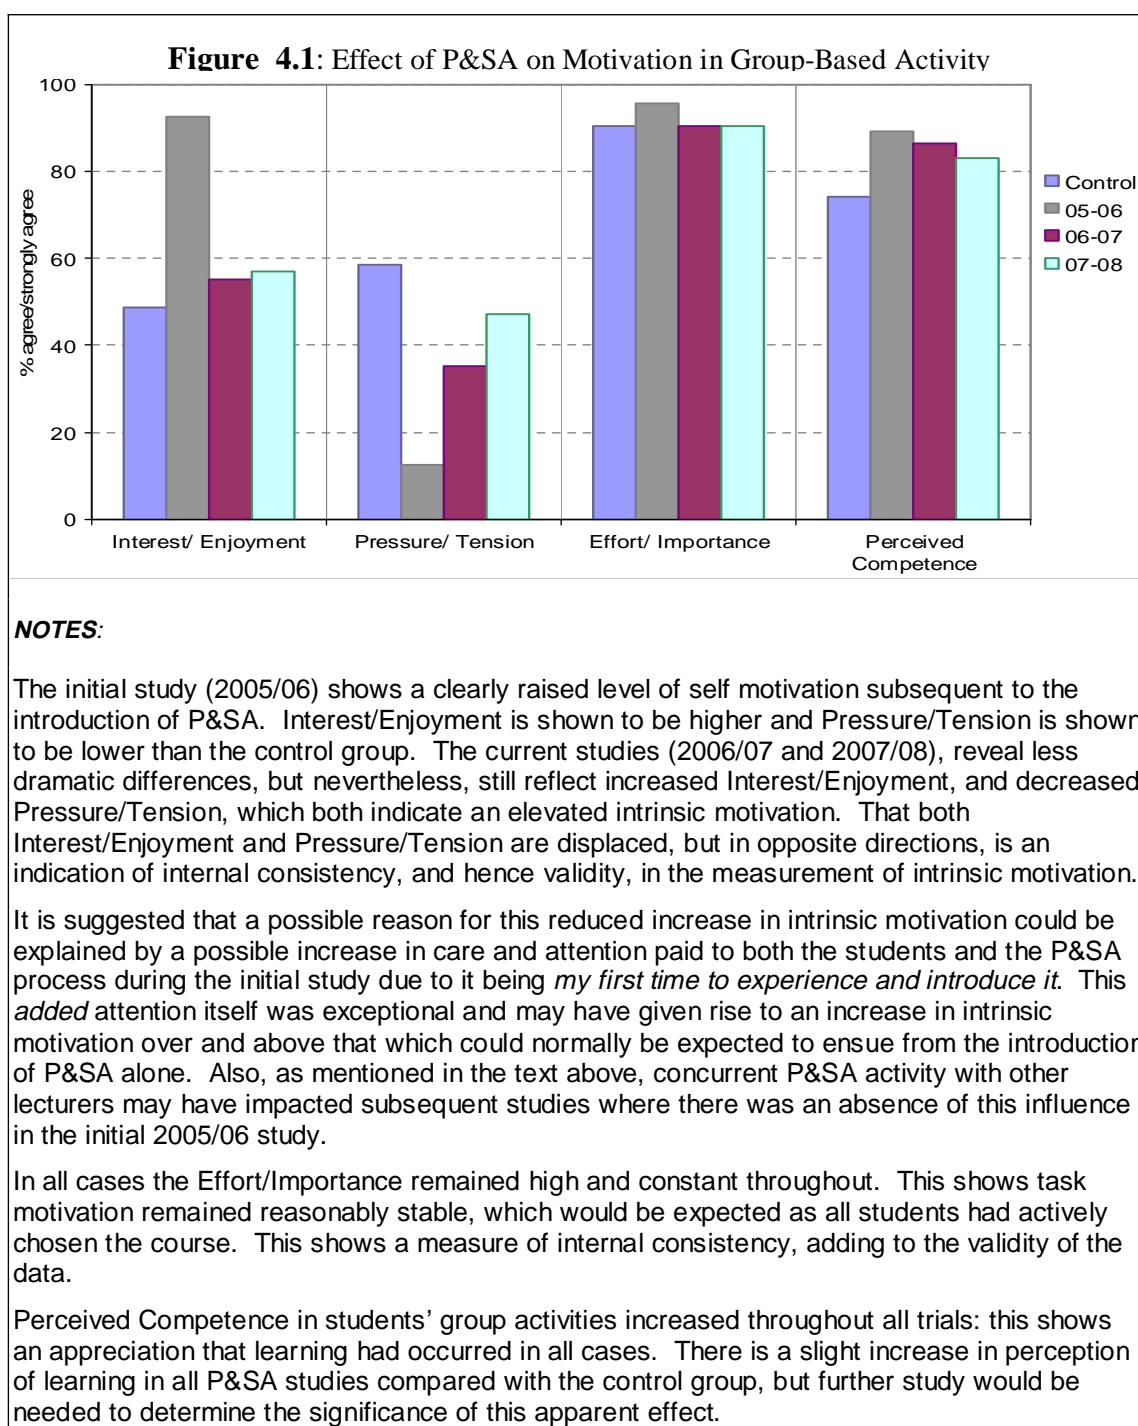 Figure 4.1: Effect of P&SA on Motivation in Group-Based Activity
100
80
60
40
20
0
% agree/strongly agree
Interest/ Enjoyment
Pressure/ Tension
Effort/ Importance
Perceived
Competence
Control
05-06
06-07
07-08
NOTES:
The initial study (2005/06) shows a clearly raised level of self motivation subsequent to the
introduction of P&SA. Interest/Enjoyment is shown to be higher and Pressure/Tension is shown
to be lower than the control group. The current studies (2006/07 and 2007/08), reveal less
dramatic differences, but nevertheless, still reflect increased Interest/Enjoyment, and decreased
Pressure/Tension, which both indicate an elevated intrinsic motivation. That both
Interest/Enjoyment and Pressure/Tension are displaced, but in opposite directions, is an
indication of internal consistency, and hence validity, in the measurement of intrinsic motivation.
It is suggested that a possible reason for this reduced increase in intrinsic motivation could be
explained by a possible increase in care and attention paid to both the students and the P&SA
process during the initial study due to it being my first time to experience and introduce it. This
added attention itself was exceptional and may have given rise to an increase in intrinsic
motivation over and above that which could normally be expected to ensue from the introduction
of P&SA alone. Also, as mentioned in the text above, concurrent P&SA activity with other
lecturers may have impacted subsequent studies where there was an absence of this influence
in the initial 2005/06 study.
In all cases the Effort/Importance remained high and constant throughout. This shows task
motivation remained reasonably stable, which would be expected as all students had actively
chosen the course. This shows a measure of internal consistency, adding to the validity of the
data.
Perceived Competence in students' group activities increased throughout all trials: this shows
an appreciation that learning had occurred in all cases. There is a slight increase in perception
of learning in all P&SA studies compared with the control group, but further study would be
needed to determine the significance of this apparent effect.